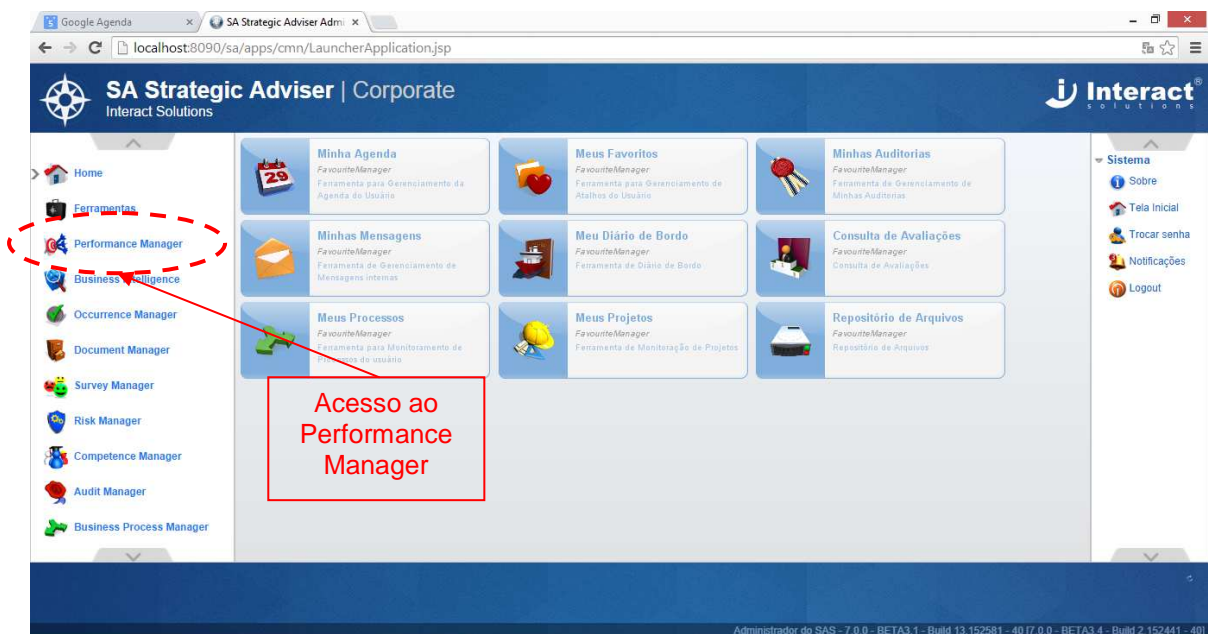 Google Agenda
SA Strategic Adviser Admi
localhost:8090/sa/apps/cmn/LauncherApplication.jsp
SA Strategic Adviser | Corporate
Interact Solutions
Interact®
solutions
Home
Ferramentas
Performance Manager
Business Intelligence
Occurrence Manager
Document Manager
Survey Manager
Risk Manager
Competence Manager
Audit Manager
Business Process Manager
29
Minha Agenda
FavouriteManager
Ferramenta para Gerenciamento da
Agenda do Usuário
Meus Favoritos
FavouriteManager
Ferramenta para Gerenciamento de
Atalhos do Usuário
Minhas Auditorias
FavouriteManager
Ferramenta de Gerenciamento de
Minhas Auditorias
Minhas Mensagens
FavouriteManager
Ferramenta de Gerenciamento de
Mensagens internas
Meu Diário de Bordo
FavouriteManager
Ferramenta de Diário de Bordo
Consulta de Avaliações
FavouriteManager
Consulta de Avaliações
Meus Processos
FavouriteManager
Ferramenta para Monitoramento de
Processos do usuário
Meus Projetos
FavouriteManager
Ferramenta de Monitoração de Projetos
Repositório de Arquivos
FavouriteManager
Repositório de Arquivos
Acesso ao
Performance
Manager
Sistema
Sobre
Tela Inicial
Trocar senha
Notificações
Logout
Administrador do SAS - 7.0.0 - BETA3.1 - Build 13.152581 - 40 [7.0.0 - BETA3.4 - Build 2.152441 - 40]